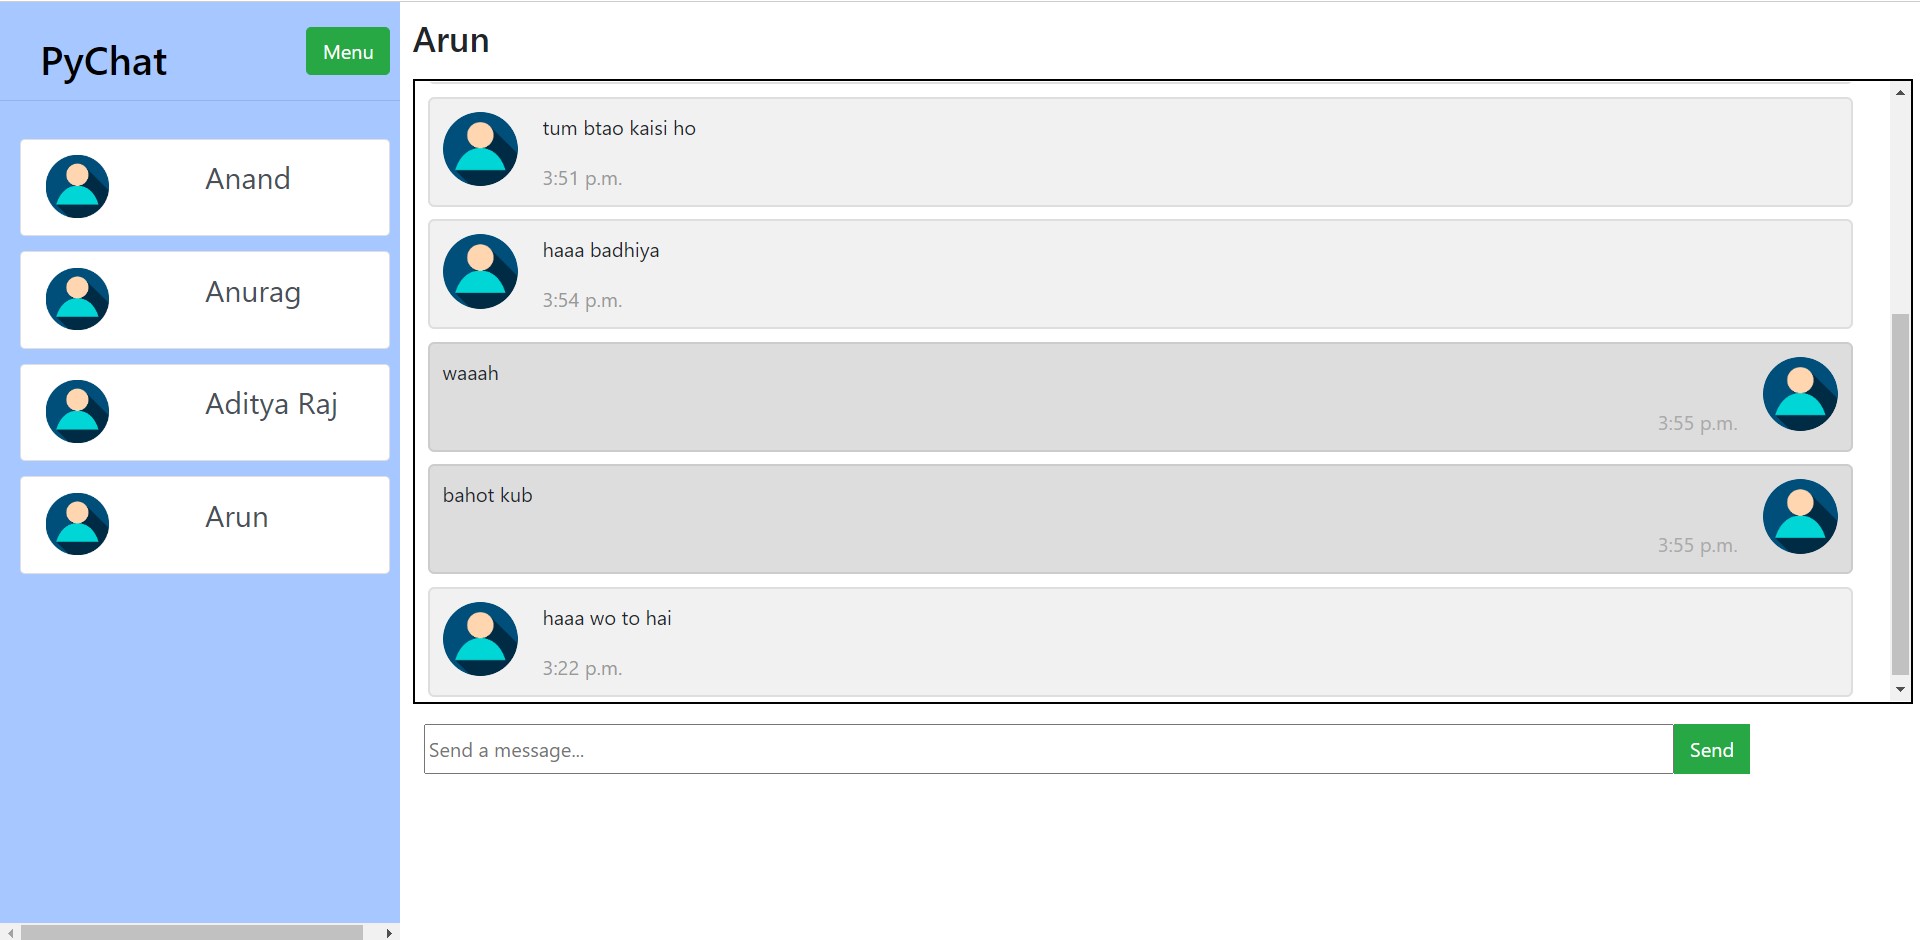 PyChat
Menu
Anand
Anurag
Aditya Raj
Arun
Arun
tum btao kaisi ho
3:51 p.m.
haaa badhiya
3:54 p.m.
waaah
3:55 p.m.
bahot kub
3:55 p.m.
haaa wo to hai
3:22 p.m.
Send a message...
Send